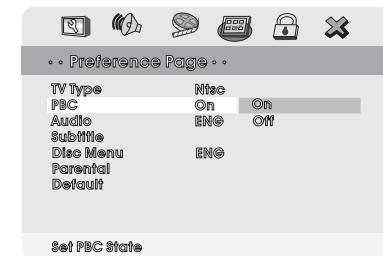 · · Preference Page · ·
TV Type Ntsc
PBC On On
Audio ENG Off
Subtitle
Disc Menu ENG
Parental
Default
Set PBC State